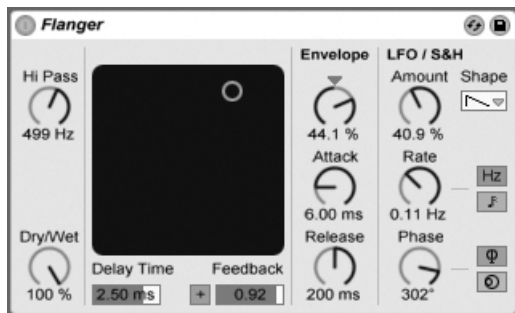 Flanger
Hi Pass
499 Hz
Dry/Wet
100 %
Delay Time
2.50 ms
Feedback
+
0.92
Envelope
44.1 %
Attack
6.00 ms
Release
200 ms
LFO / S&H
Amount
40.9 %
Shape
Rate
0.11 Hz
Hz
Phase
302°